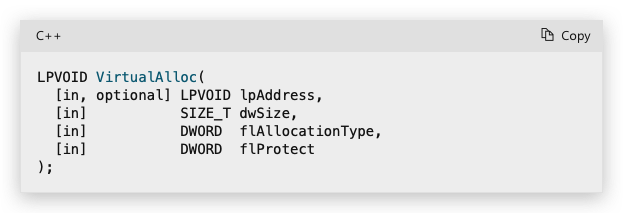 C++ Copy
LPVOID VirtualAlloc(
  [in, optional] LPVOID lpAddress,
  [in]           SIZE_T dwSize,
  [in]           DWORD  flAllocationType,
  [in]           DWORD  flProtect
);